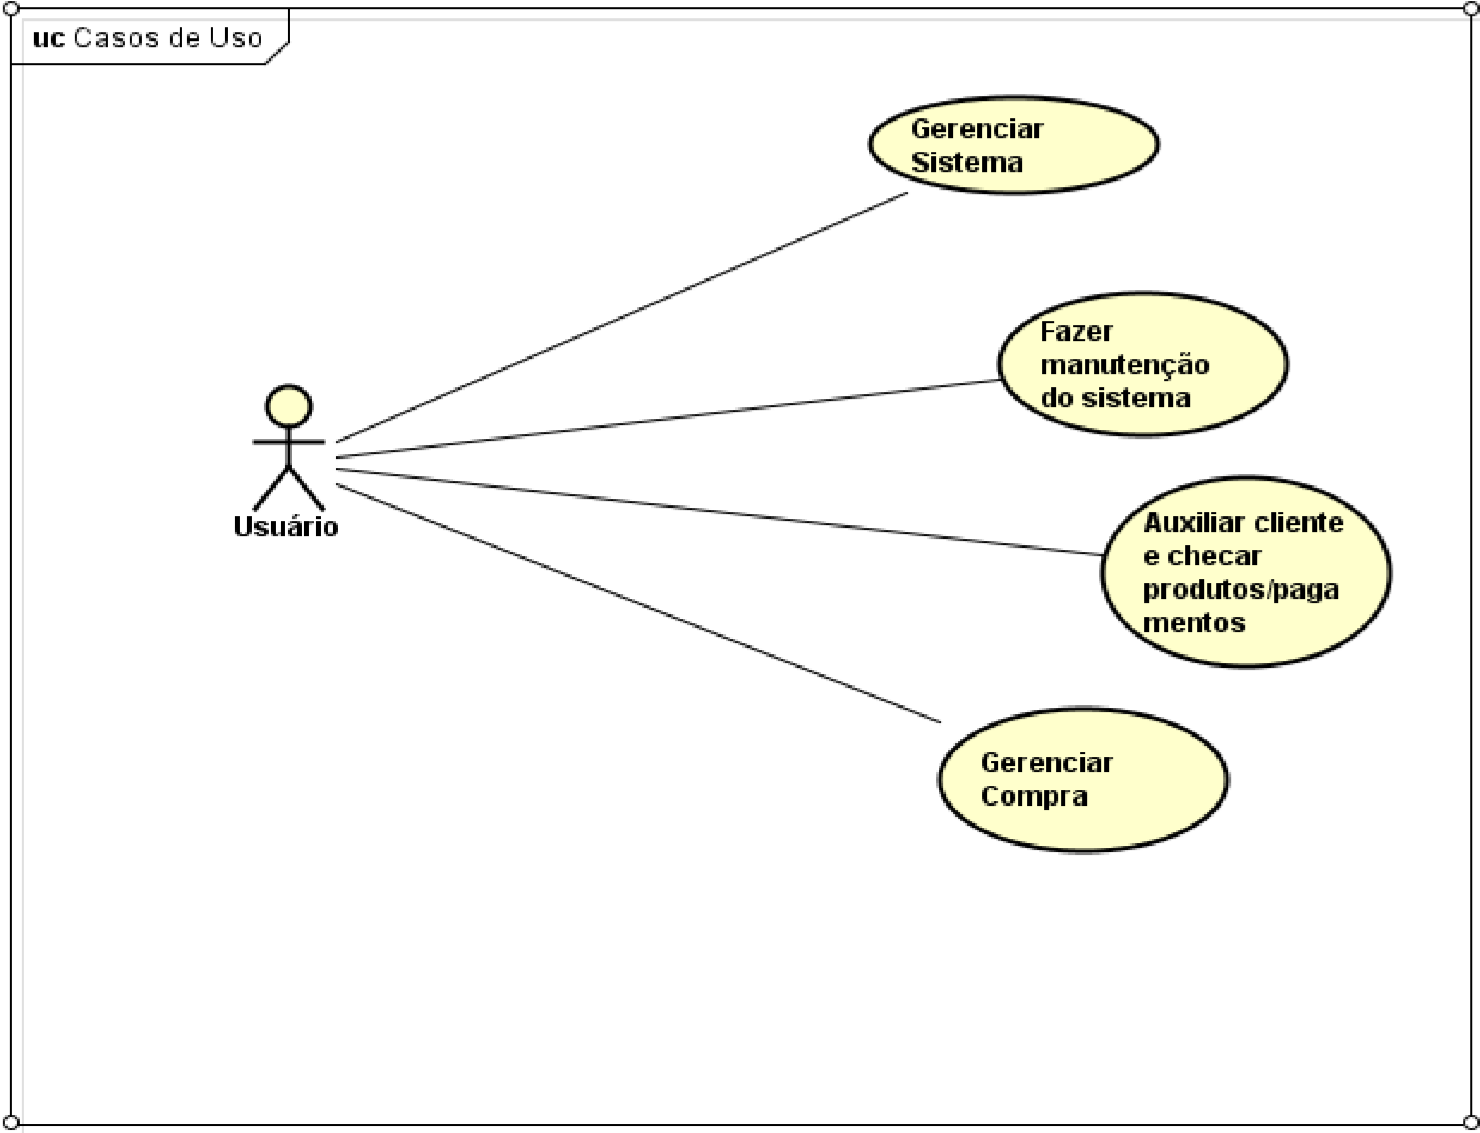 uc Casos de Uso
Gerenciar
Sistema
Fazer
manutenção
do sistema
Usuário
Auxiliar cliente
e checar
produtos/paga
mentos
Gerenciar
Compra